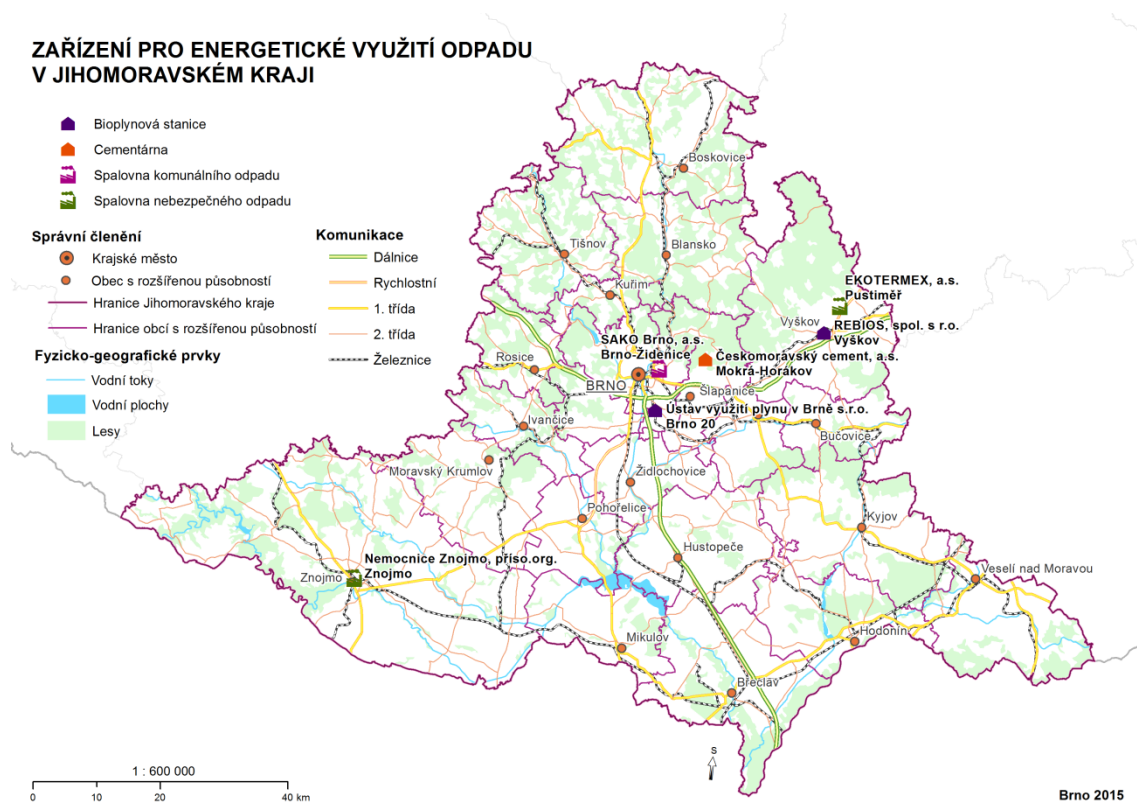 ZAŘÍZENÍ PRO ENERGETICKÉ VYUŽITÍ ODPADU
V JIHOMORAVSKÉM KRAJI
Bioplynová stanice
Cementárna
Spalovna komunálního odpadu
Spalovna nebezpečného odpadu
Správní členění
Krajské město
Obec s rozšířenou působností
Hranice Jihomoravského kraje
Hranice obcí s rozšířenou působností
Fyzicko-geografické prvky
Vodní toky
Vodní plochy
Lesy
Komunikace
Dálnice
Rychlostní
1. třída
2. třída
Železnice
Boskovice
Tišnov
Blansko
Kuřim
EKOTERMEX, a.s.
Pustiměř
Vyškov
REBIOS, spol. s r.o.
Vyškov
SAKO Brno, a.s.
Brno-Židenice
Českomorávský cement, a.s.
Mokrá-Horákov
Rosice
BRNO
Šlapanice
Ústav využití plynu v Brně s.r.o.
Brno 20
Ivančice
Bučovice
Moravský Krumlov
Židlochovice
Pohořelice
Kyjov
Hustopeče
Nemocnice Znojmo, příso.org.
Znojmo
Znojmo
Veselí nad Moravou
Mikulov
Hodonín
Břeclav
S
1 : 600 000
0 10 20 40 km
Brno 2015